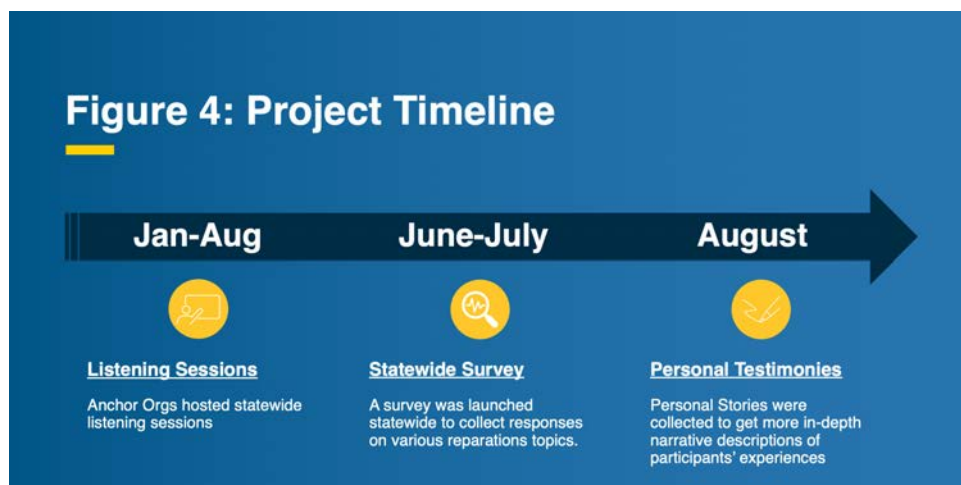 Figure 4: Project Timeline
Jan-Aug
June-July
August
Listening Sessions
Anchor Orgs hosted statewide
listening sessions
Statewide Survey
A survey was launched
statewide to collect responses
on various reparations topics.
Personal Testimonies
Personal Stories were
collected to get more in-depth
narrative descriptions of
participants' experiences